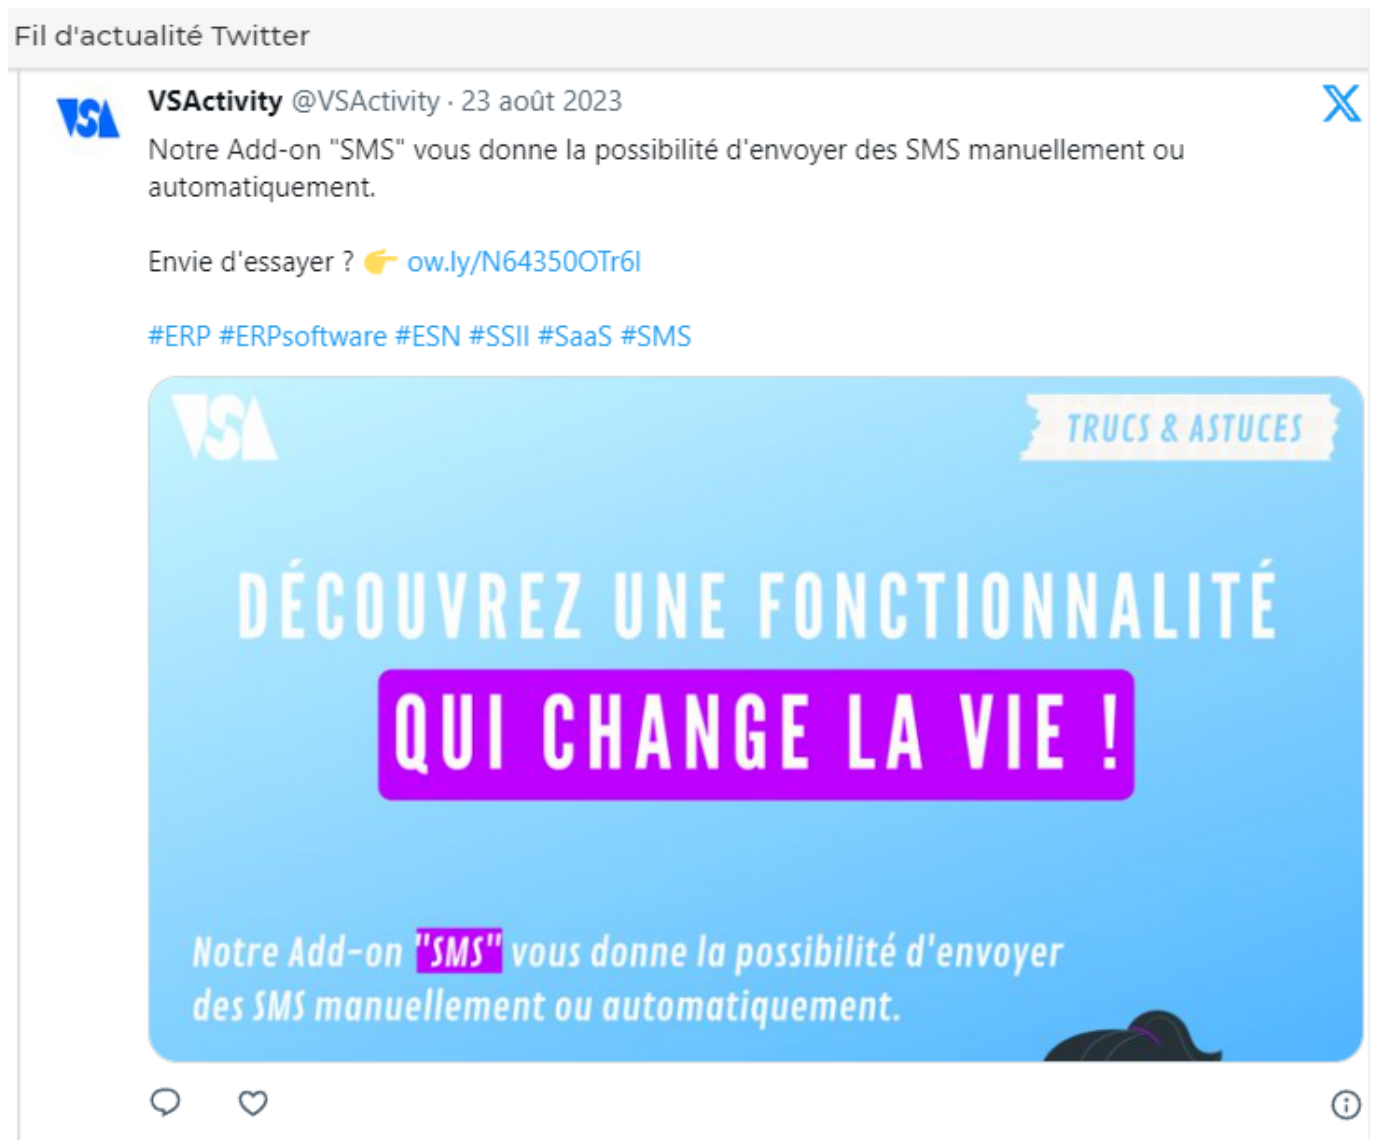 Fil d'actualité Twitter
VSA
VSActivity @VSActivity · 23 août 2023
Notre Add-on "SMS" vous donne la possibilité d'envoyer des SMS manuellement ou
automatiquement.
Envie d'essayer ? 👉 ow.ly/N64350OTr6l
#ERP #ERPsoftware #ESN #SSII #SaaS #SMS
VSA
TRUCS & ASTUCES
DÉCOUVREZ UNE FONCTIONNALITÉ
QUI CHANGE LA VIE !
Notre Add-on "SMS" vous donne la possibilité d'envoyer
des SMS manuellement ou automatiquement.